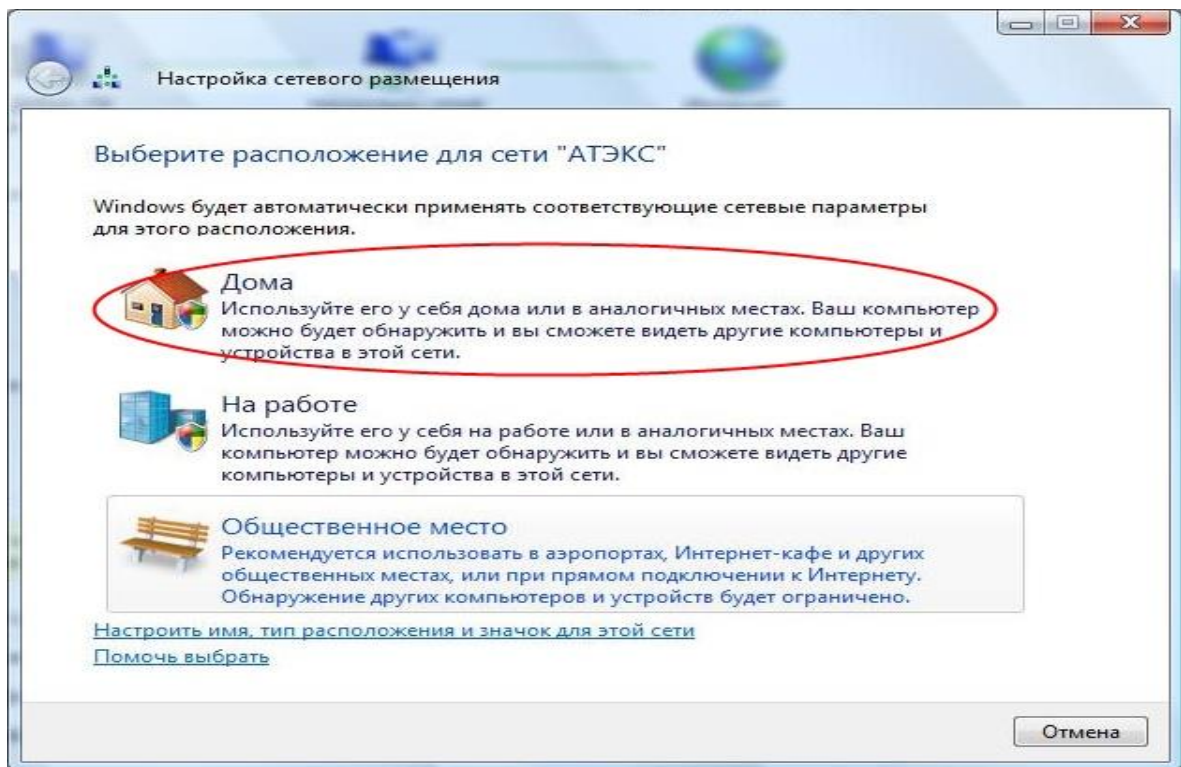 Настройка сетевого размещения
Выберите расположение для сети "АТЭКС"
Windows будет автоматически применять соответствующие сетевые параметры
для этого расположения.
Дома
Используйте его у себя дома или в аналогичных местах. Ваш компьютер
можно будет обнаружить и вы сможете видеть другие компьютеры и
устройства в этой сети.
На работе
Используйте его у себя на работе или в аналогичных местах. Ваш
компьютер можно будет обнаружить и вы сможете видеть другие
компьютеры и устройства в этой сети.
Общественное место
Рекомендуется использовать в аэропортах, Интернет-кафе и других
общественных местах, или при прямом подключении к Интернету.
Обнаружение других компьютеров и устройств будет ограничено.
Настроить имя, тип расположения и значок для этой сети
Помочь выбрать
Отмена